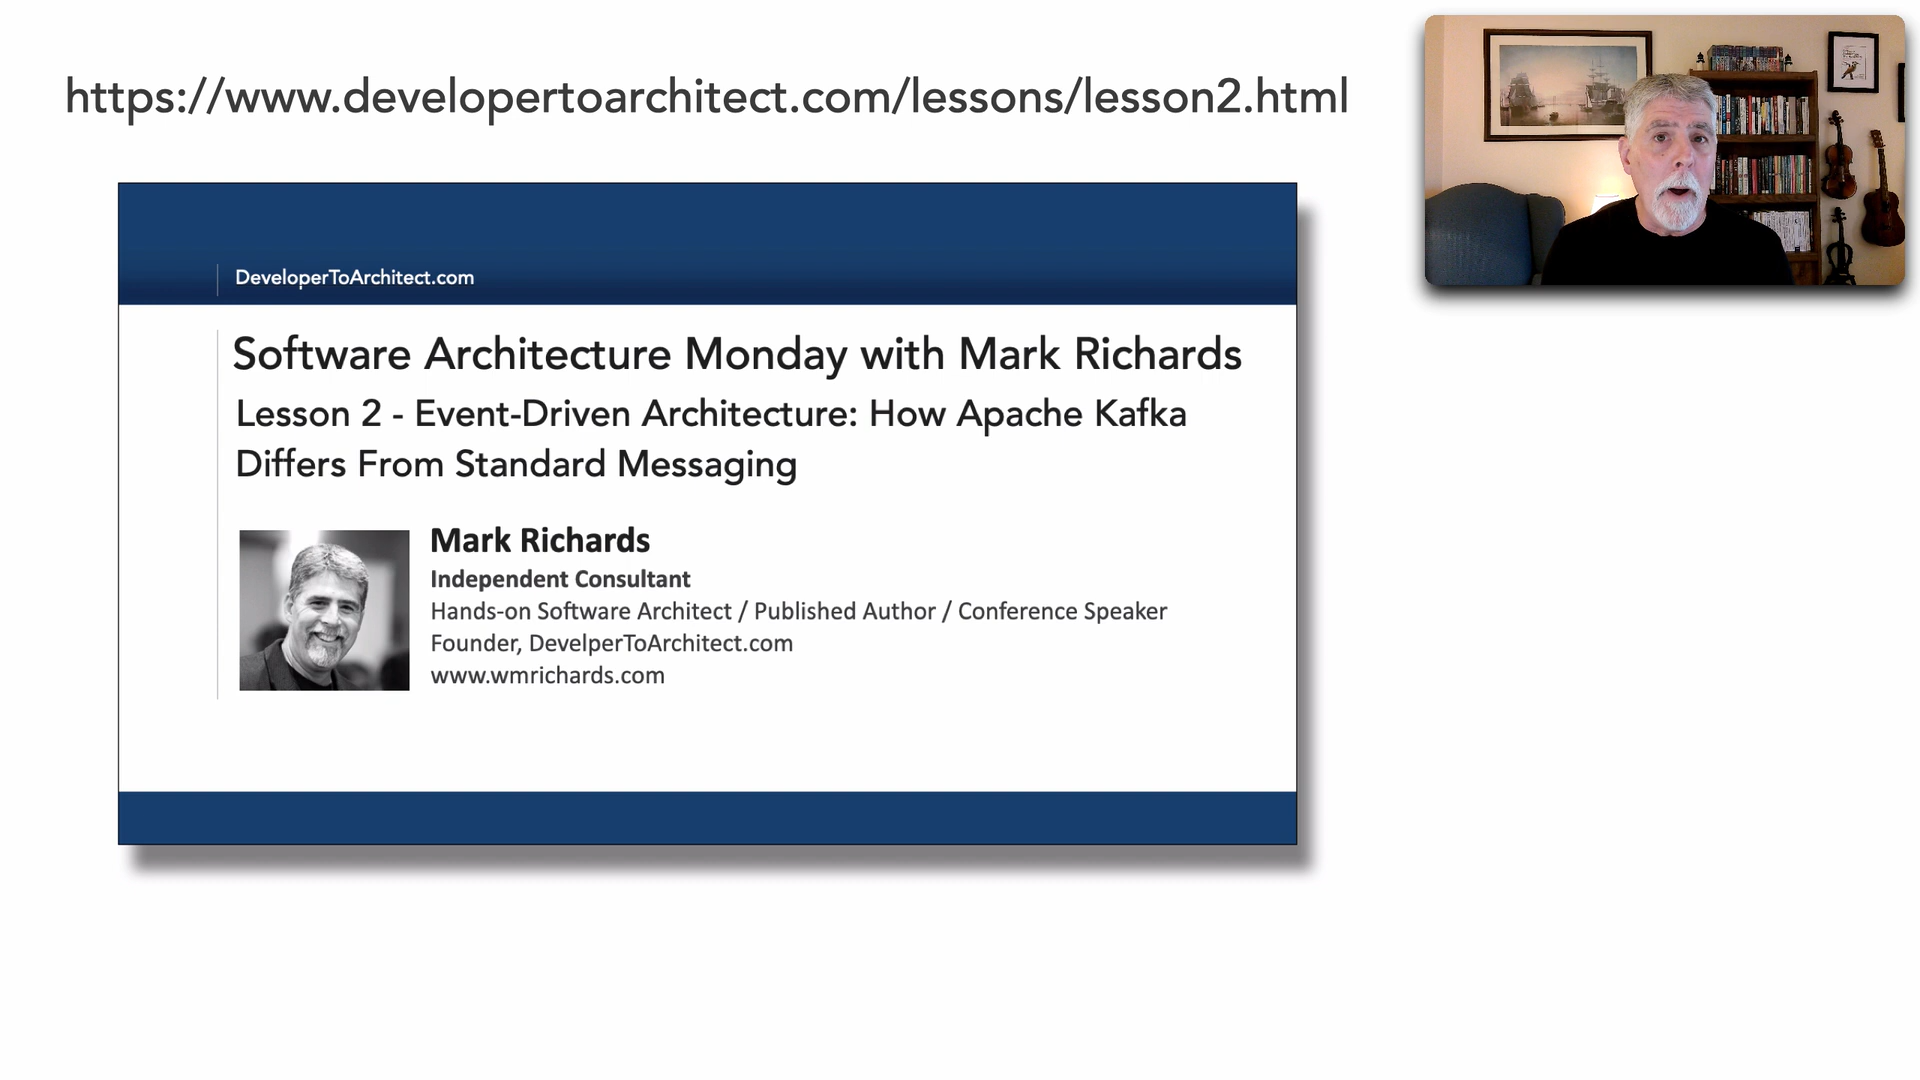 https://www.developertoarchitect.com/lessons/lesson2.html
DeveloperToArchitect.com
Software Architecture Monday with Mark Richards
Lesson 2 - Event-Driven Architecture: How Apache Kafka
Differs From Standard Messaging
Mark Richards
Independent Consultant
Hands-on Software Architect / Published Author / Conference Speaker
Founder, DevelperToArchitect.com
www.wmrichards.com